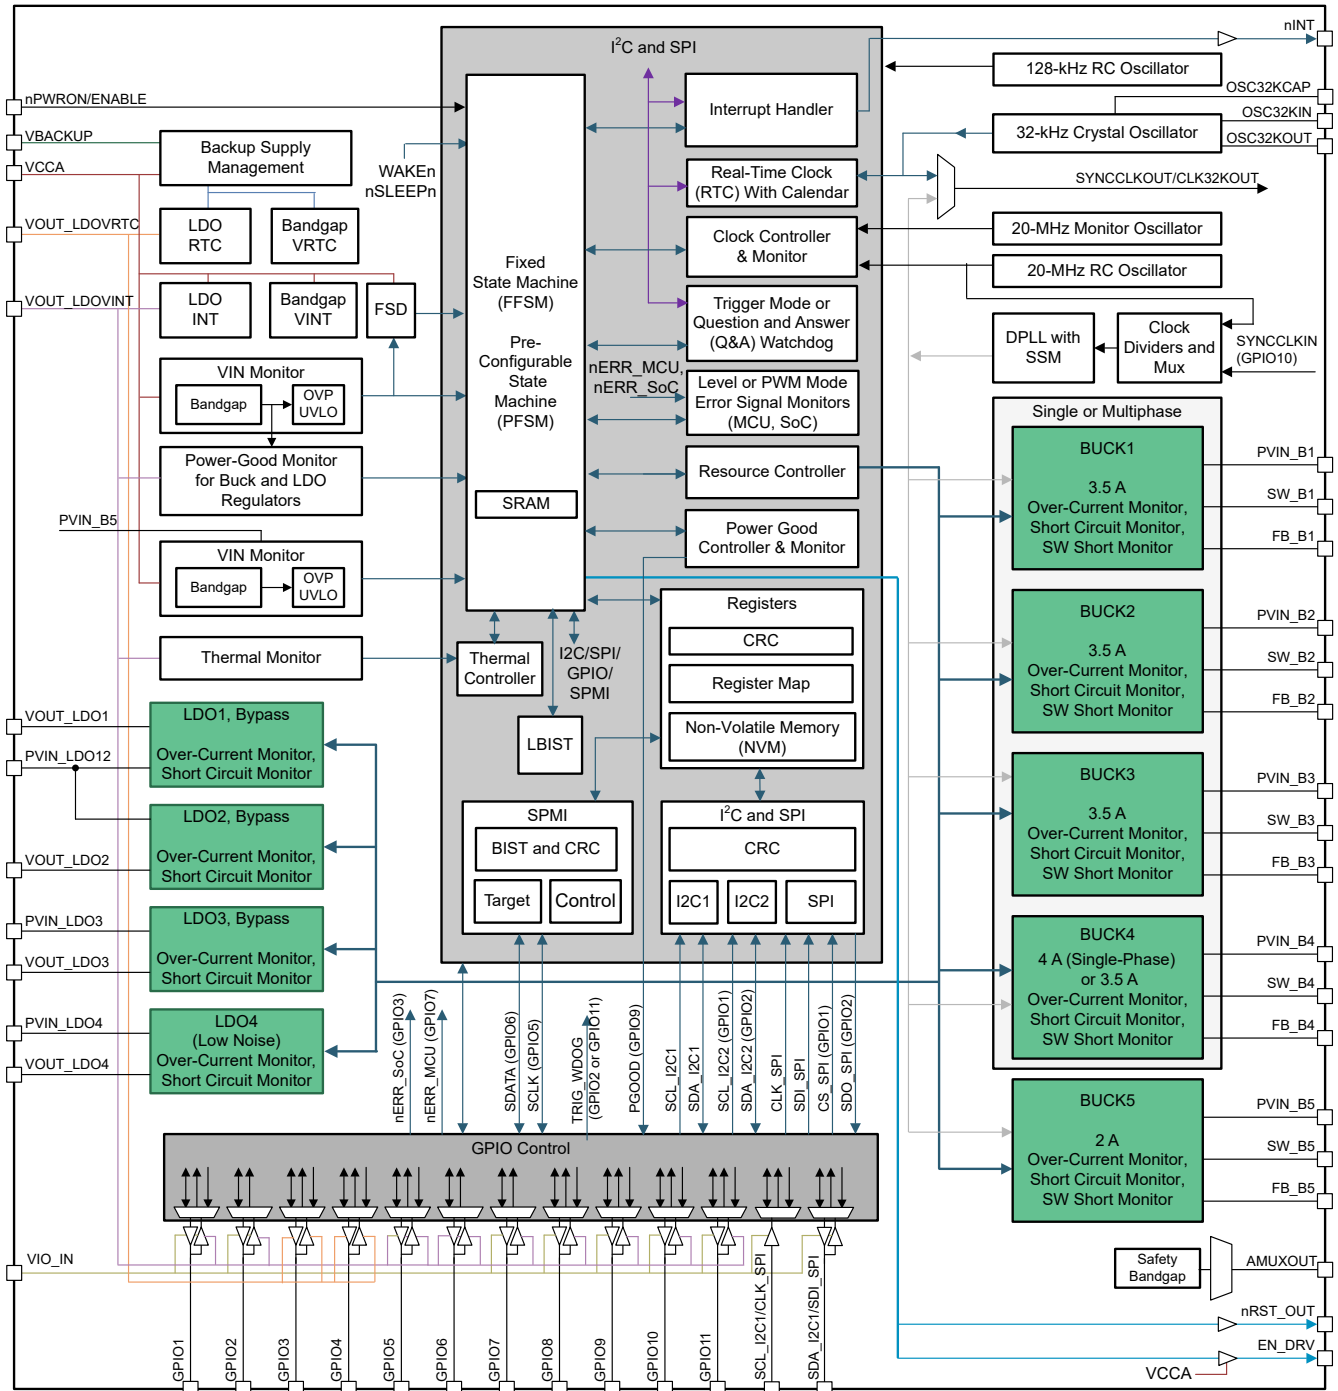 nINT
I²C and SPI
128-kHz RC Oscillator
OSC32KCAP
OSC32KIN
OSC32KOUT
32-kHz Crystal Oscillator
SYNCCLKOUT/CLK32KOUT
20-MHz Monitor Oscillator
20-MHz RC Oscillator
nPWRON/ENABLE
VBACKUP
VCCA
VOUT_LDOVRTC
VOUT_LDOVINT
Backup Supply
Management
LDO
RTC
Bandgap
VRTC
LDO
INT
Bandgap
VINT
FSD
WAKEn
nSLEEPn
VIN Monitor
Bandgap
OVP
UVLO
Power-Good Monitor
for Buck and LDO
Regulators
PVIN_B5
VIN Monitor
Bandgap
OVP
UVLO
Thermal Monitor
Fixed
State Machine
(FFSM)
Pre-
Configurable
State
Machine
(PFSM)
SRAM
Interrupt Handler
Real-Time Clock
(RTC) With Calendar
Clock Controller
& Monitor
Trigger Mode or
Question and Answer
(Q&A) Watchdog
nERR_MCU,
nERR_SoC
Level or PWM Mode
Error Signal Monitors
(MCU, SoC)
Resource Controller
Power Good
Controller & Monitor
Registers
CRC
Register Map
Non-Volatile Memory
(NVM)
Thermal
Controller
I2C/SPI/
GPIO/
SPMI
LBIST
SPMI
BIST and CRC
Target
Control
I²C and SPI
CRC
I2C1
I2C2
SPI
DPLL with
SSM
Clock
Dividers and
Mux
SYNCCLKIN
(GPIO10)
Single or Multiphase
BUCK1
3.5 A
Over-Current Monitor,
Short Circuit Monitor,
SW Short Monitor
PVIN_B1
SW_B1
FB_B1
BUCK2
3.5 A
Over-Current Monitor,
Short Circuit Monitor,
SW Short Monitor
PVIN_B2
SW_B2
FB_B2
BUCK3
3.5 A
Over-Current Monitor,
Short Circuit Monitor,
SW Short Monitor
PVIN_B3
SW_B3
FB_B3
BUCK4
4 A (Single-Phase)
or 3.5 A
Over-Current Monitor,
Short Circuit Monitor,
SW Short Monitor
PVIN_B4
SW_B4
FB_B4
BUCK5
2 A
Over-Current Monitor,
Short Circuit Monitor,
SW Short Monitor
PVIN_B5
SW_B5
FB_B5
VOUT_LDO1
PVIN_LDO12
VOUT_LDO2
PVIN_LDO3
VOUT_LDO3
PVIN_LDO4
VOUT_LDO4
LDO1, Bypass
Over-Current Monitor,
Short Circuit Monitor
LDO2, Bypass
Over-Current Monitor,
Short Circuit Monitor
LDO3, Bypass
Over-Current Monitor,
Short Circuit Monitor
LDO4
(Low Noise)
Over-Current Monitor,
Short Circuit Monitor
nERR_SoC (GPIO3)
nERR_MCU (GPIO7)
SDATA (GPIO6)
SCLK (GPIO5)
TRIG_WDOG
(GPIO2 or GPIO11)
PGOOD (GPIO9)
SCL_I2C1
SDA_I2C1
SCL_I2C2 (GPIO1)
SDA_I2C2 (GPIO2)
CLK_SPI
SDI_SPI
CS_SPI (GPIO1)
SDO_SPI (GPIO2)
GPIO Control
VIO_IN
GPIO1
GPIO2
GPIO3
GPIO4
GPIO5
GPIO6
GPIO7
GPIO8
GPIO9
GPIO10
GPIO11
SCL_I2C1/CLK_SPI
SDA_I2C1/SDI_SPI
Safety
Bandgap
AMUXOUT
nRST_OUT
EN_DRV
VCCA